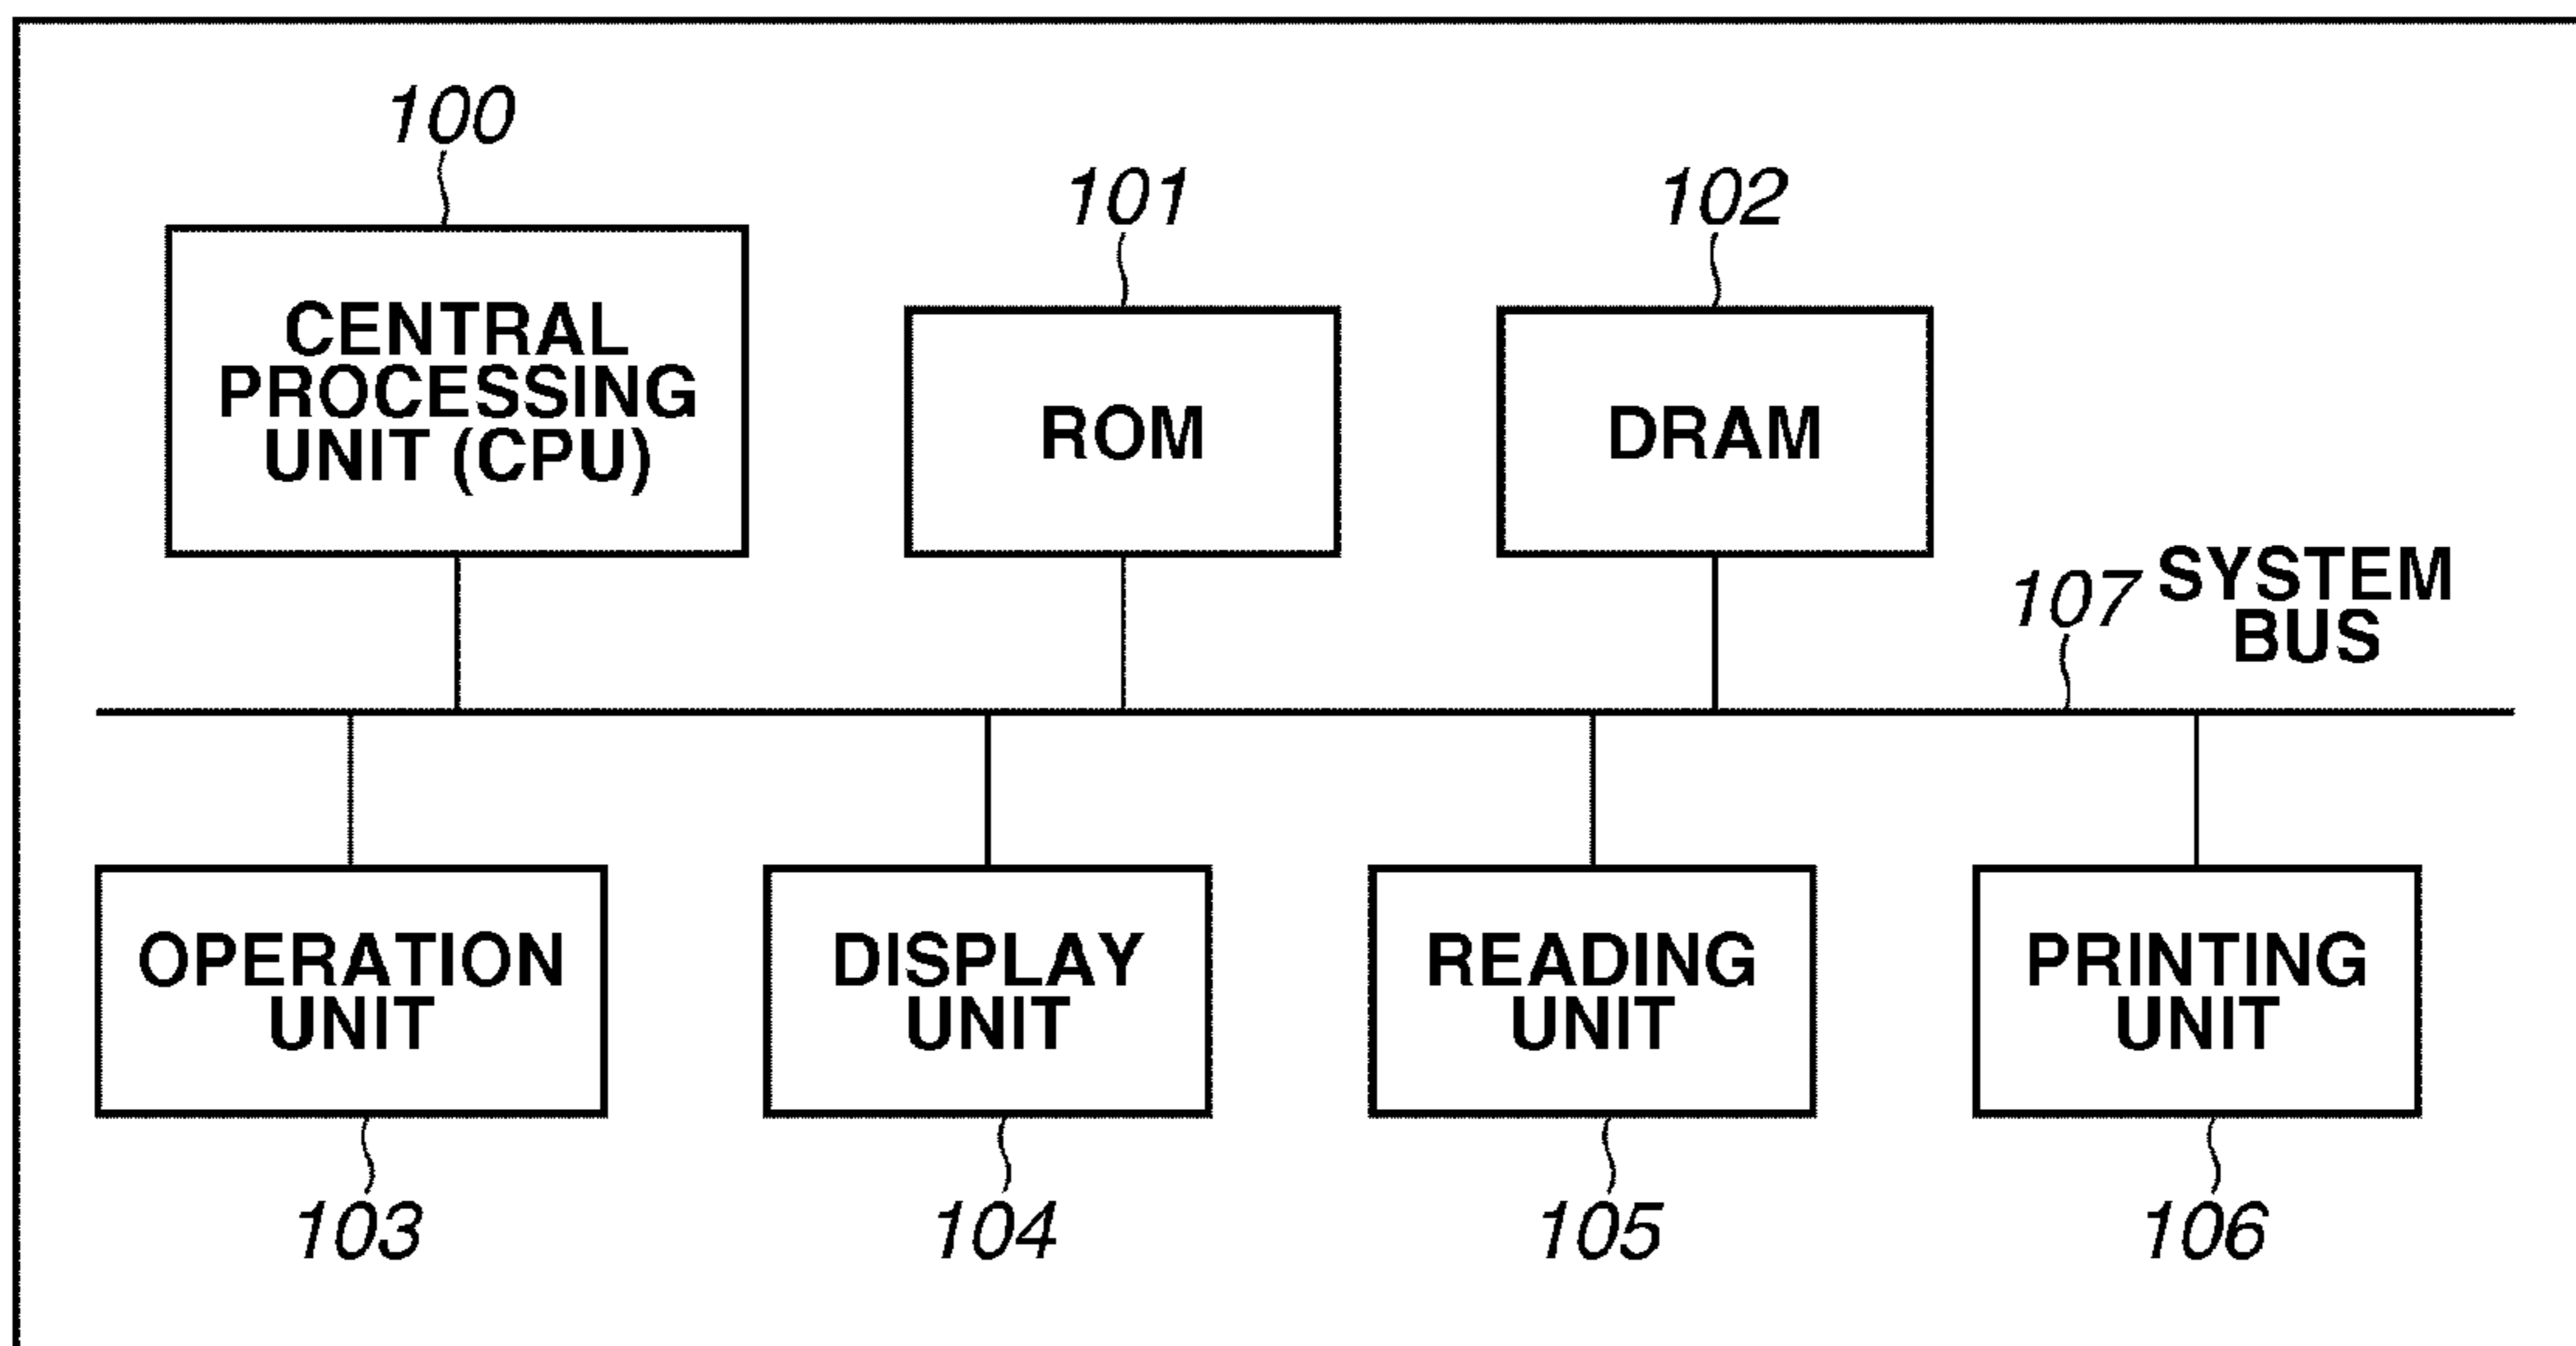 100
101
102
CENTRAL
PROCESSING
UNIT (CPU)
ROM
DRAM
107
SYSTEM
BUS
OPERATION
UNIT
DISPLAY
UNIT
READING
UNIT
PRINTING
UNIT
103
104
105
106